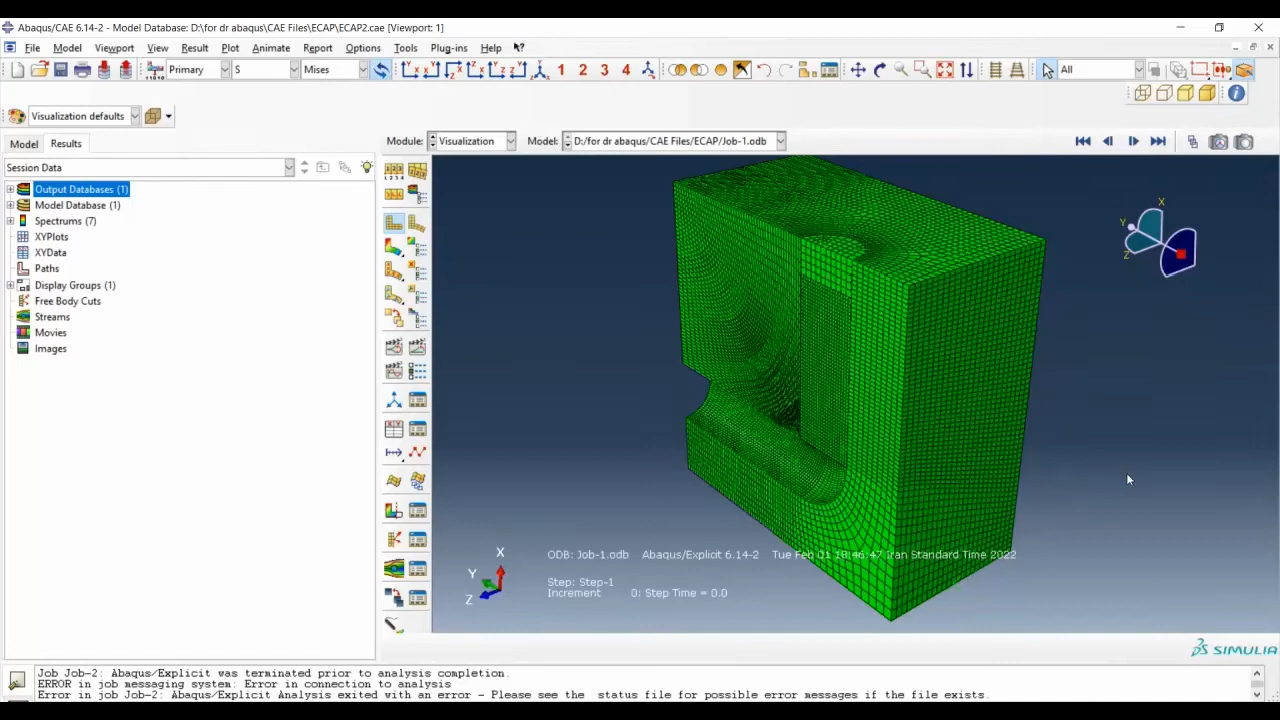 Abaqus/CAE 6.14-2 - Model Database: D:\for dr abaqus\CAE Files\ECAP\ECAP2.cae [Viewport: 1]
File Model Viewport View Result Plot Animate Report Options Tools Plug-ins Help
Primary S Mises 1 2 3 4 All
Visualization defaults
Model Results
Module: Visualization Model: D:/for dr abaqus/CAE Files/ECAP/Job-1.odb
Session Data
Output Databases (1)
Model Database (1)
Spectrums (7)
XYPlots
XYData
Paths
Display Groups (1)
Free Body Cuts
Streams
Movies
Images
X
Y
Z
X
Y
Z
ODB: Job-1.odb Abaqus/Explicit 6.14-2 Tue Feb 01 18:46:47 Iran Standard Time 2022
Step: Step-1
Increment 0: Step Time = 0.0
SIMULIA
Job Job-2: Abaqus/Explicit was terminated prior to analysis completion.
ERROR in job messaging system: Error in connection to analysis
Error in job Job-2: Abaqus/Explicit Analysis exited with an error - Please see the status file for possible error messages if the file exists.